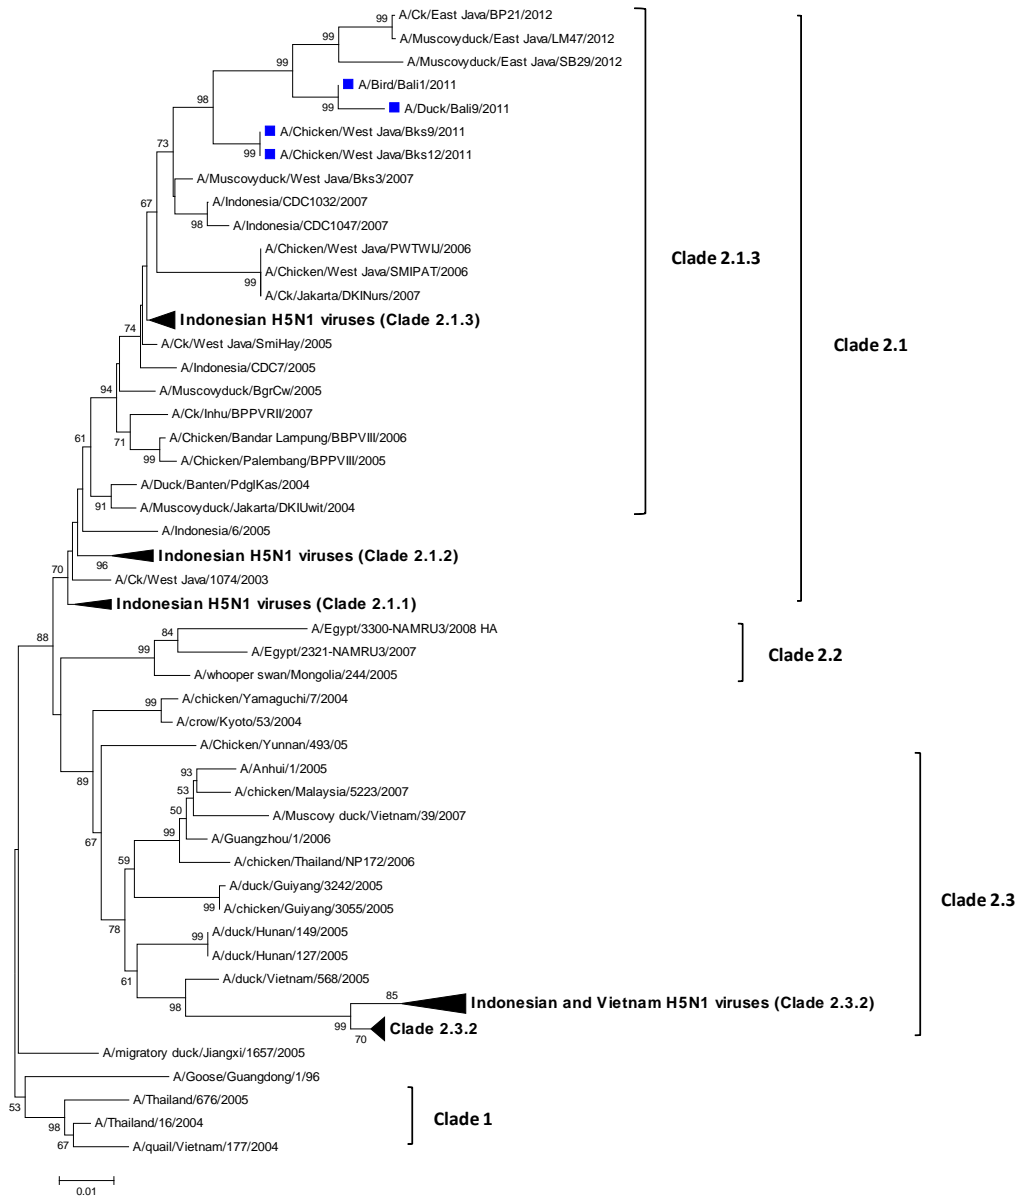 99
A/Ck/East Java/BP21/2012
A/Muscovyduck/East Java/LM47/2012
99
A/Muscovyduck/East Java/SB29/2012
99
A/Bird/Bali1/2011
99
A/Duck/Bali9/2011
98
A/Chicken/West Java/Bks9/2011
99
A/Chicken/West Java/Bks12/2011
73
A/Muscovyduck/West Java/Bks3/2007
A/Indonesia/CDC1032/2007
98
A/Indonesia/CDC1047/2007
67
A/Chicken/West Java/PWTWIJ/2006
A/Chicken/West Java/SMIPAT/2006
99
A/Ck/Jakarta/DKINurs/2007
Clade 2.1.3
Indonesian H5N1 viruses (Clade 2.1.3)
74
A/Ck/West Java/SmiHay/2005
Clade 2.1
A/Indonesia/CDC7/2005
94
A/Muscovyduck/BgrCw/2005
A/Ck/Inhu/BPPVRII/2007
71
A/Chicken/Bandar Lampung/BBPVIII/2006
99
A/Chicken/Palembang/BPPVIII/2005
61
A/Duck/Banten/PdglKas/2004
91
A/Muscovyduck/Jakarta/DKIUwit/2004
A/Indonesia/6/2005
96
Indonesian H5N1 viruses (Clade 2.1.2)
70
A/Ck/West Java/1074/2003
Indonesian H5N1 viruses (Clade 2.1.1)
88
84
A/Egypt/3300-NAMRU3/2008 HA
99
A/Egypt/2321-NAMRU3/2007
Clade 2.2
A/whooper swan/Mongolia/244/2005
99
A/chicken/Yamaguchi/7/2004
A/crow/Kyoto/53/2004
A/Chicken/Yunnan/493/05
89
93
A/Anhui/1/2005
53
A/chicken/Malaysia/5223/2007
50
A/Muscovy duck/Vietnam/39/2007
99
A/Guangzhou/1/2006
67
59
A/chicken/Thailand/NP172/2006
A/duck/Guiyang/3242/2005
99
A/chicken/Guiyang/3055/2005
Clade 2.3
78
99
A/duck/Hunan/149/2005
A/duck/Hunan/127/2005
61
A/duck/Vietnam/568/2005
98
85
Indonesian and Vietnam H5N1 viruses (Clade 2.3.2)
99
70
Clade 2.3.2
A/migratory duck/Jiangxi/1657/2005
A/Goose/Guangdong/1/96
53
A/Thailand/676/2005
98
A/Thailand/16/2004
Clade 1
67
A/quail/Vietnam/177/2004
0.01